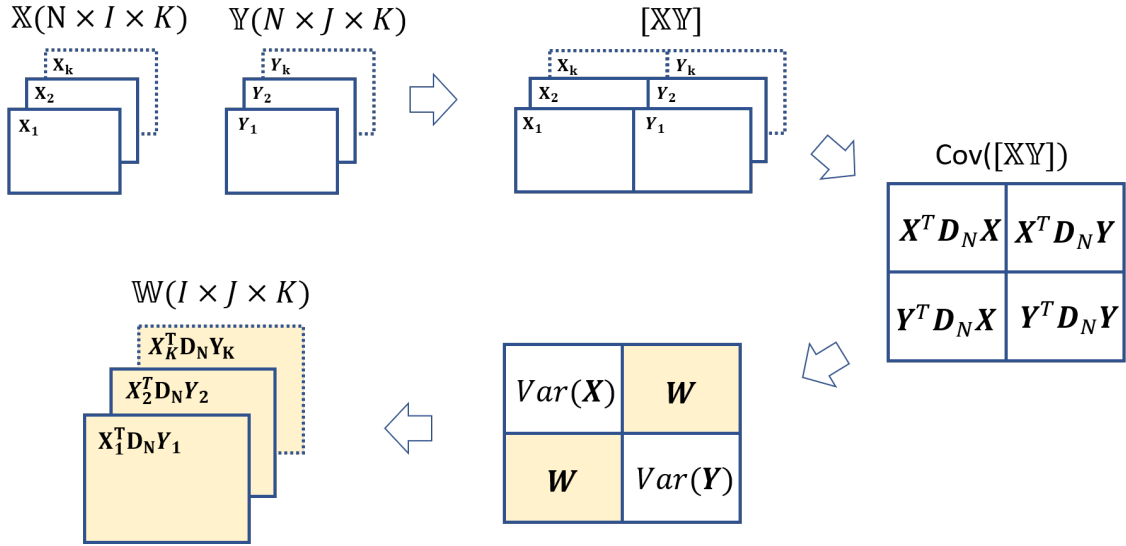 𝕏(N × I × K)
𝕐(N × J × K)
[𝕏𝕐]
X_k
X_2
X_1
Y_k
Y_2
Y_1
X_k Y_k
X_2 Y_2
X_1 Y_1
Cov([𝕏𝕐])
X^T D_N X X^T D_N Y
Y^T D_N X Y^T D_N Y
𝕎(I × J × K)
X_K^T D_N Y_K
X_2^T D_N Y_2
X_1^T D_N Y_1
Var(X) W
W Var(Y)